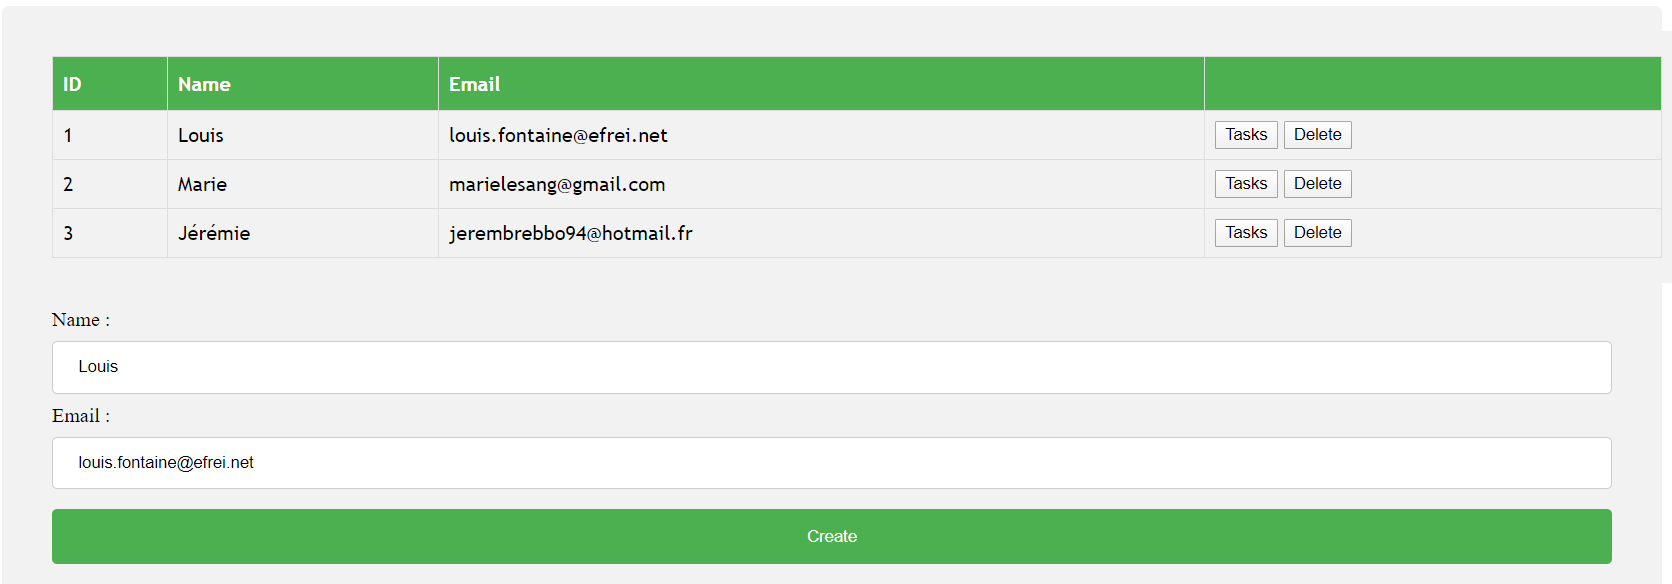 ID Name Email
1 Louis louis.fontaine@efrei.net Tasks Delete
2 Marie marielesang@gmail.com Tasks Delete
3 Jérémie jerembrebbo94@hotmail.fr Tasks Delete
Name :
Louis
Email :
louis.fontaine@efrei.net
Create